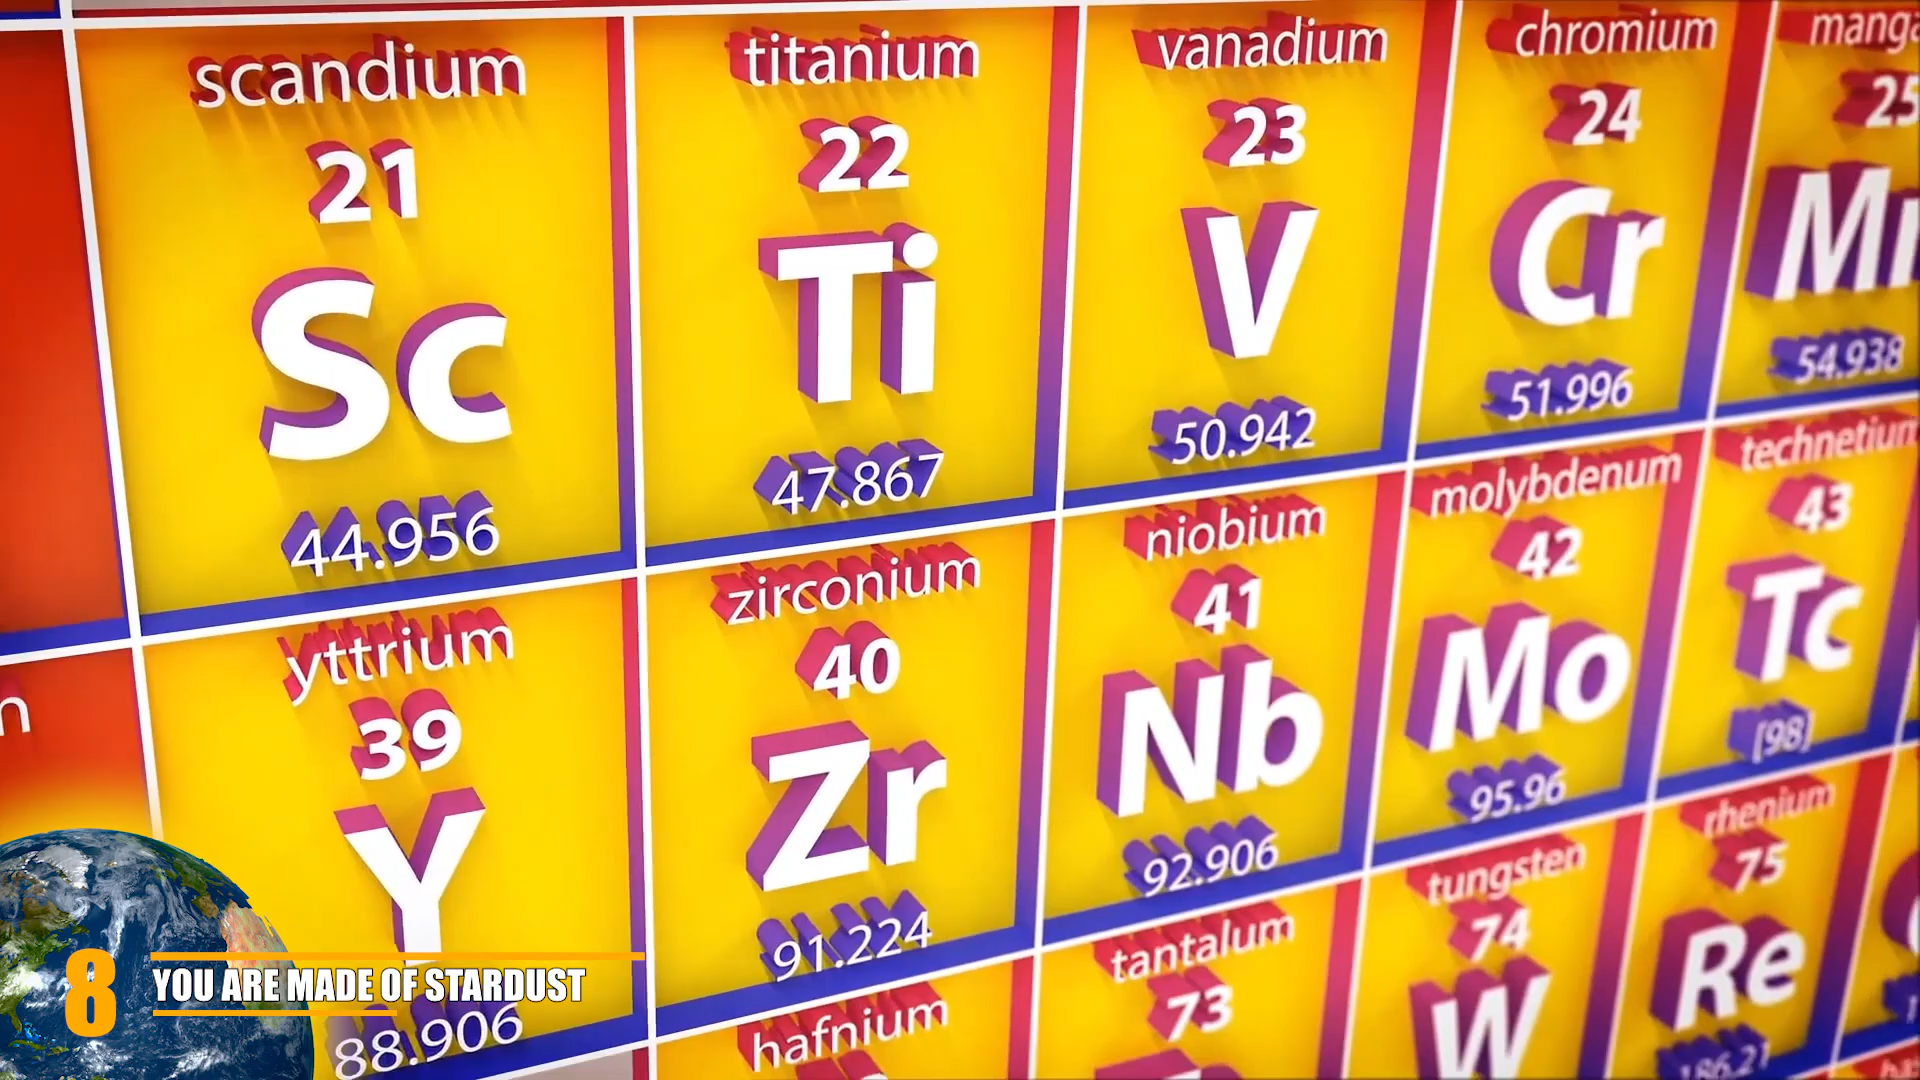 scandium
21
Sc
44.956
titanium
22
Ti
47.867
vanadium
23
V
50.942
chromium
24
Cr
51.996
25
54.938
yttrium
39
Y
88.906
zirconium
40
Zr
91.224
niobium
41
Nb
92.906
molybdenum
42
Mo
95.96
technetium
43
Tc
[98]
hafnium
tantalum
73
tungsten
74
W
rhenium
75
Re
186.21
8
YOU ARE MADE OF STARDUST